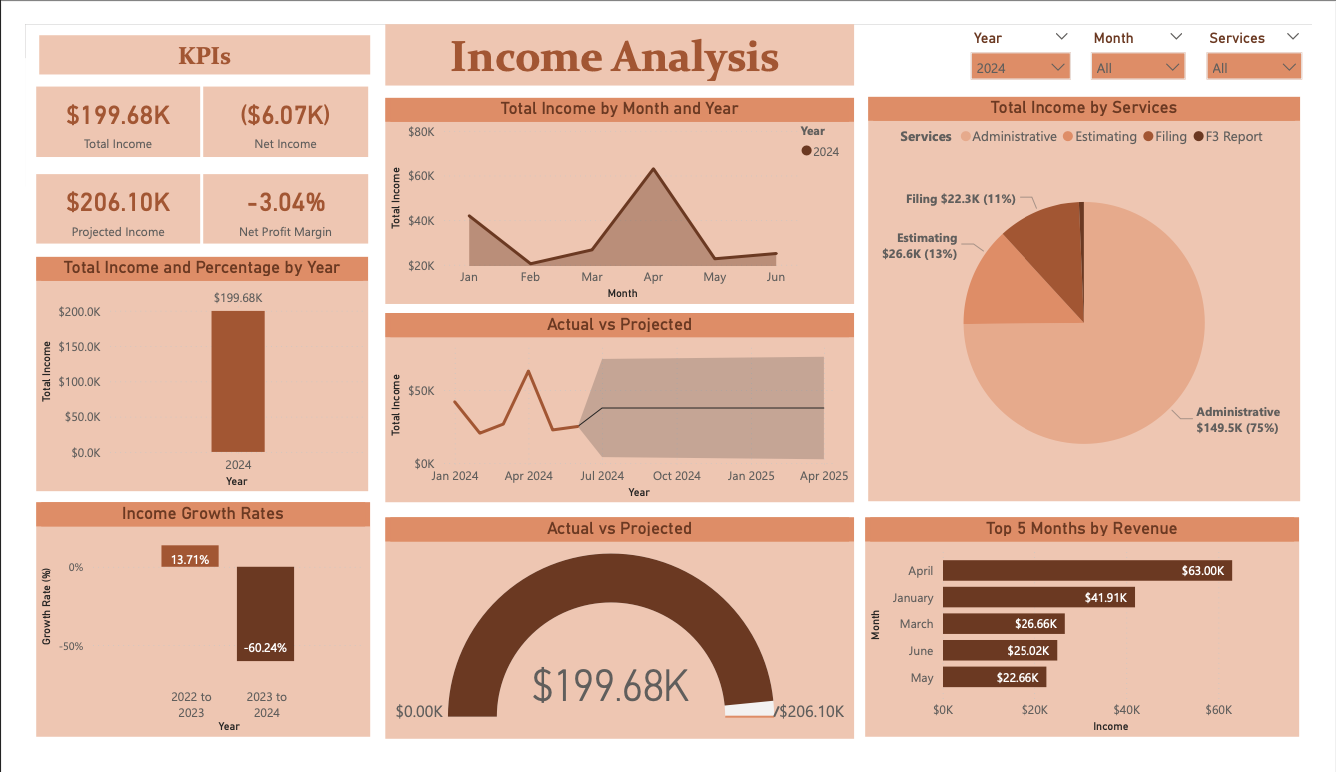 KPIs
Income Analysis
Year
Month
Services
2024
All
All
$199.68K
Total Income
($6.07K)
Net Income
$206.10K
Projected Income
-3.04%
Net Profit Margin
Total Income and Percentage by Year
$199.68K
$200.0K
$150.0K
$100.0K
$50.0K
$0.0K
Total Income
2024
Year
Income Growth Rates
13.71%
0%
-60.24%
-50%
Growth Rate (%)
2022 to
2023
2023 to
2024
Year
Total Income by Month and Year
Year
2024
$80K
$60K
$40K
$20K
Total Income
Jan Feb Mar Apr May Jun
Month
Actual vs Projected
$50K
$0K
Total Income
Jan 2024 Apr 2024 Jul 2024 Oct 2024 Jan 2025 Apr 2025
Year
Actual vs Projected
$199.68K
$0.00K
$206.10K
Total Income by Services
Services Administrative Estimating Filing F3 Report
Filing $22.3K (11%)
Estimating
$26.6K (13%)
Administrative
$149.5K (75%)
Top 5 Months by Revenue
April $63.00K
January $41.91K
March $26.66K
June $25.02K
May $22.66K
Month
$0K $20K $40K $60K
Income